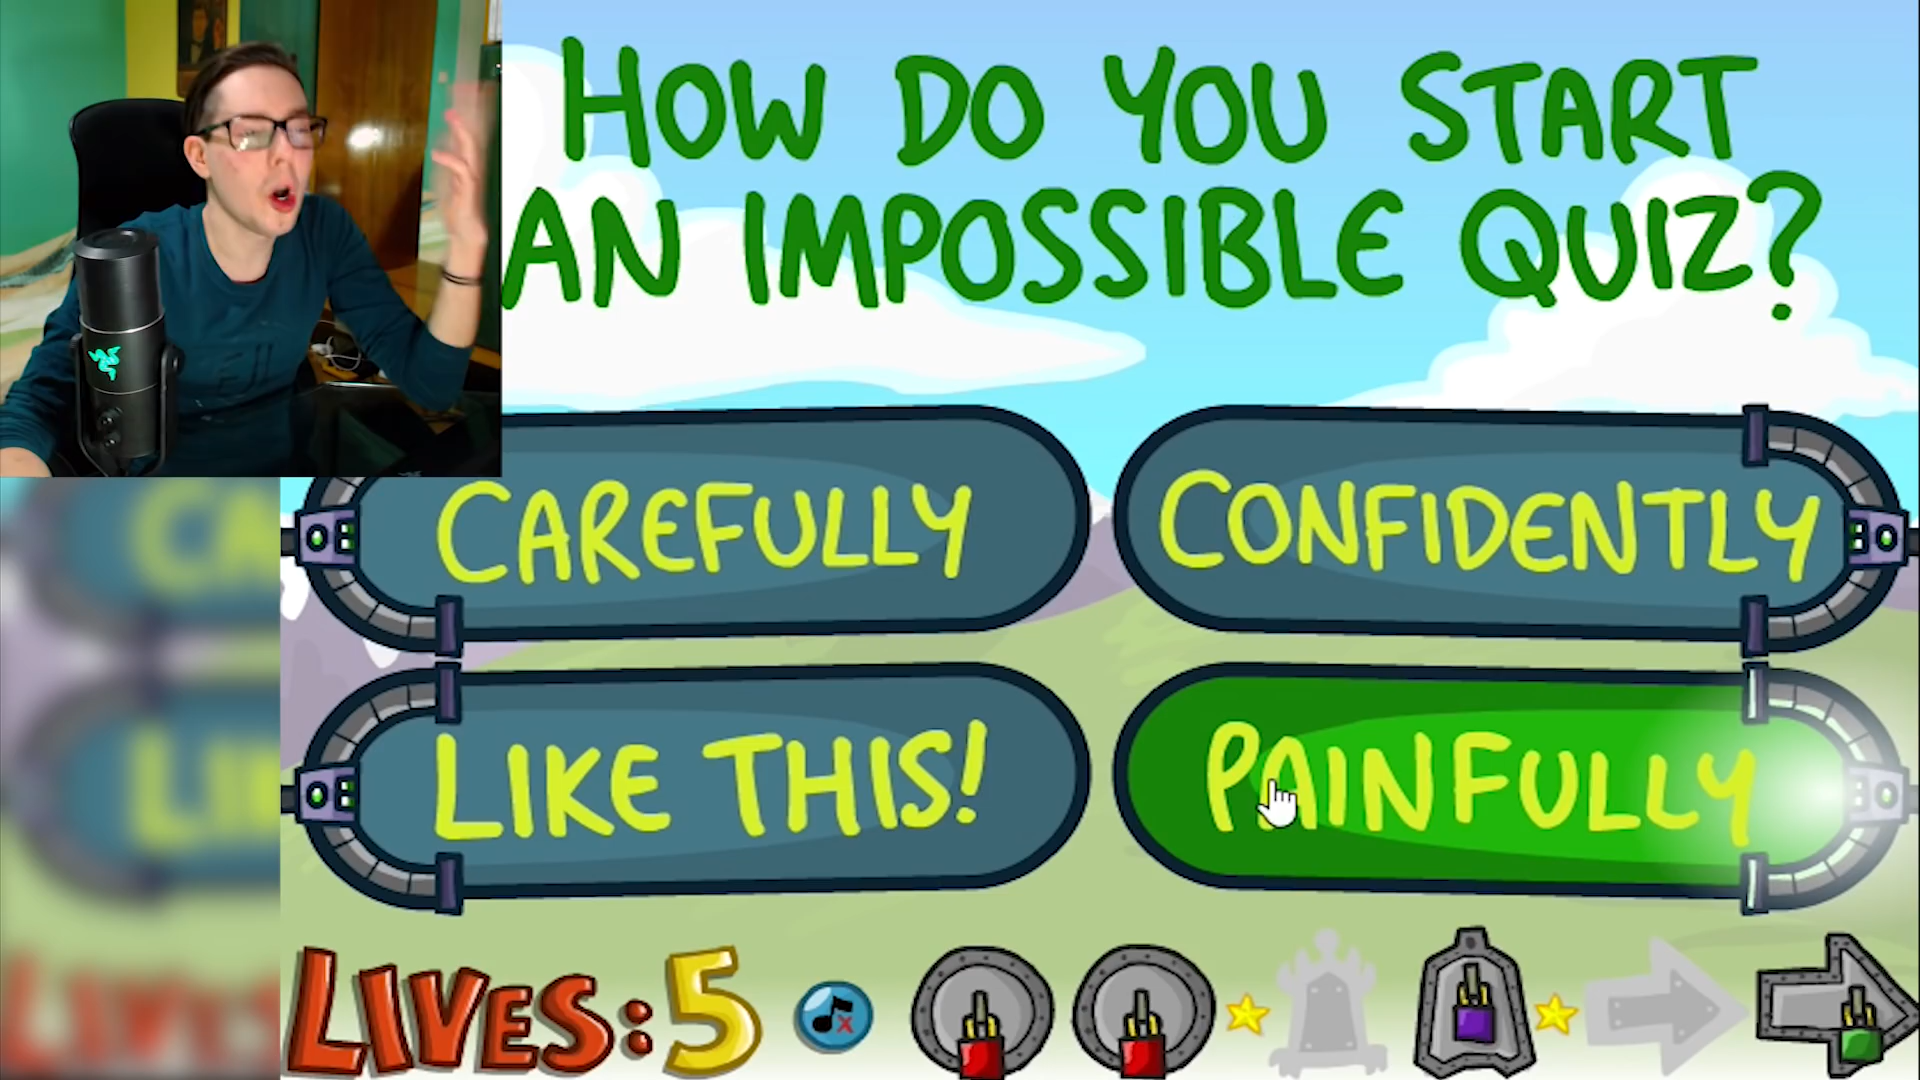 HOW DO YOU START
AN IMPOSSIBLE QUIZ?
CAREFULLY
CONFIDENTLY
LIKE THIS!
PAINFULLY
LIVES: 5